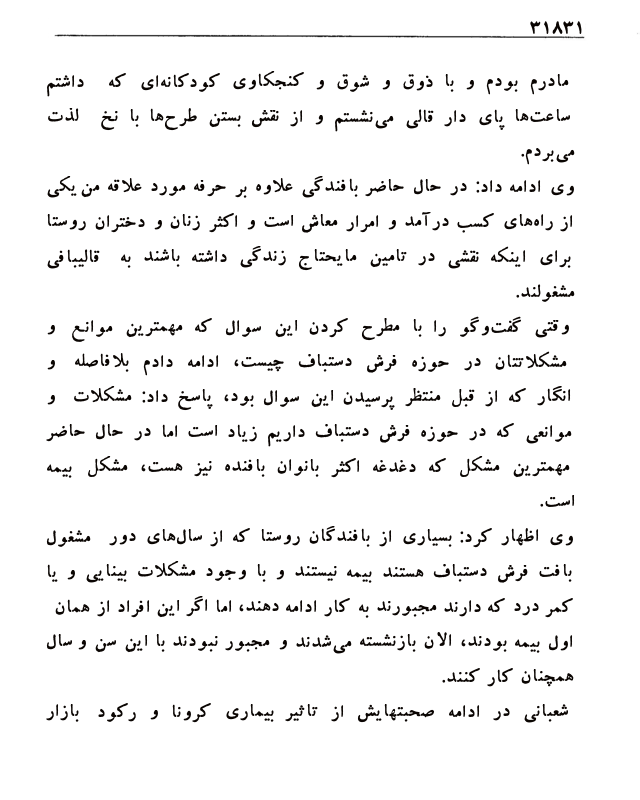 ۳۱۸۳۱
مادرم بودم و با ذوق و شوق و کنجکاوی کودکانه‌ای که داشتم
ساعت‌ها پای دار قالی می‌نشستم و از نقش بستن طرح‌ها با نخ لذت
می‌بردم.
وی ادامه داد: در حال حاضر بافندگی علاوه بر حرفه مورد علاقه من یکی
از راه‌های کسب درآمد و امرار معاش است و اکثر زنان و دختران روستا
برای اینکه نقشی در تامین مایحتاج زندگی داشته باشند به قالیبافی
مشغولند.
وقتی گفت‌وگو را با مطرح کردن این سوال که مهمترین موانع و
مشکلاتتان در حوزه فرش دستباف چیست، ادامه دادم بلافاصله و
انگار که از قبل منتظر پرسیدن این سوال بود، پاسخ داد: مشکلات و
موانعی که در حوزه فرش دستباف داریم زیاد است اما در حال حاضر
مهمترین مشکل که دغدغه اکثر بانوان بافنده نیز هست، مشکل بیمه
است.
وی اظهار کرد: بسیاری از بافندگان روستا که از سال‌های دور مشغول
بافت فرش دستباف هستند بیمه نیستند و با وجود مشکلات بینایی و یا
کمر درد که دارند مجبورند به کار ادامه دهند، اما اگر این افراد از همان
اول بیمه بودند، الان بازنشسته می‌شدند و مجبور نبودند با این سن و سال
همچنان کار کنند.
شعبانی در ادامه صحبتهایش از تاثیر بیماری کرونا و رکود بازار